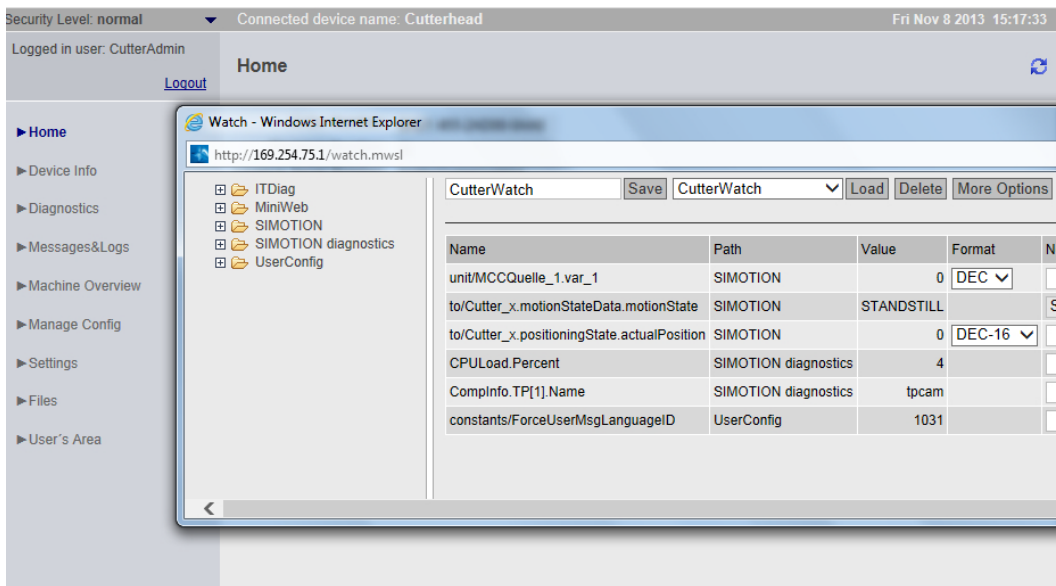 Security Level: normal
Connected device name: Cutterhead
Fri Nov 8 2013 15:17:33
Logged in user: CutterAdmin
Logout
Home
►Home
►Device Info
►Diagnostics
►Messages&Logs
►Machine Overview
►Manage Config
►Settings
►Files
►User´s Area
Watch - Windows Internet Explorer
http://169.254.75.1/watch.mwsl
ITDiag
MiniWeb
SIMOTION
SIMOTION diagnostics
UserConfig
CutterWatch Save CutterWatch Load Delete More Options
Name Path Value Format N
unit/MCCQuelle_1.var_1 SIMOTION 0 DEC
to/Cutter_x.motionStateData.motionState SIMOTION STANDSTILL S
to/Cutter_x.positioningState.actualPosition SIMOTION 0 DEC-16
CPULoad.Percent SIMOTION diagnostics 4
CompInfo.TP[1].Name SIMOTION diagnostics tpcam
constants/ForceUserMsgLanguageID UserConfig 1031